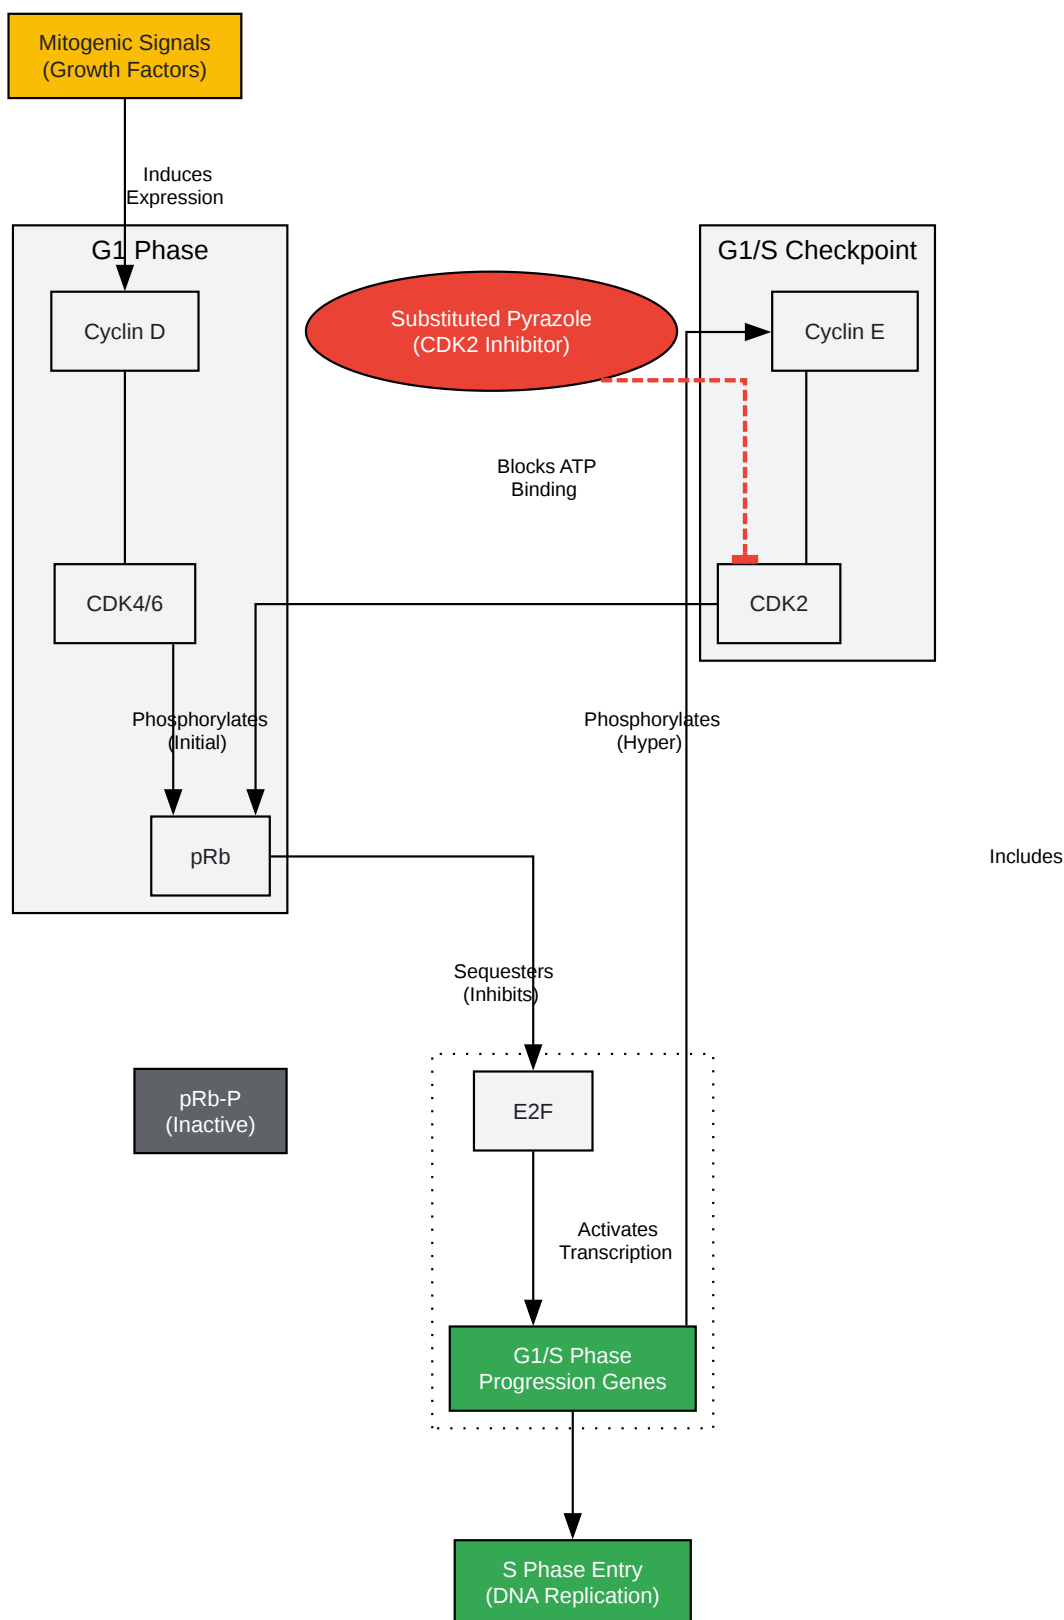 Mitogenic Signals
(Growth Factors)
Induces
Expression
G1 Phase
G1/S Checkpoint
Cyclin D
Substituted Pyrazole
(CDK2 Inhibitor)
Cyclin E
Blocks ATP
Binding
CDK4/6
CDK2
Phosphorylates
(Initial)
Phosphorylates
(Hyper)
pRb
Includes
Sequesters
(Inhibits)
pRb-P
(Inactive)
E2F
Activates
Transcription
G1/S Phase
Progression Genes
S Phase Entry
(DNA Replication)